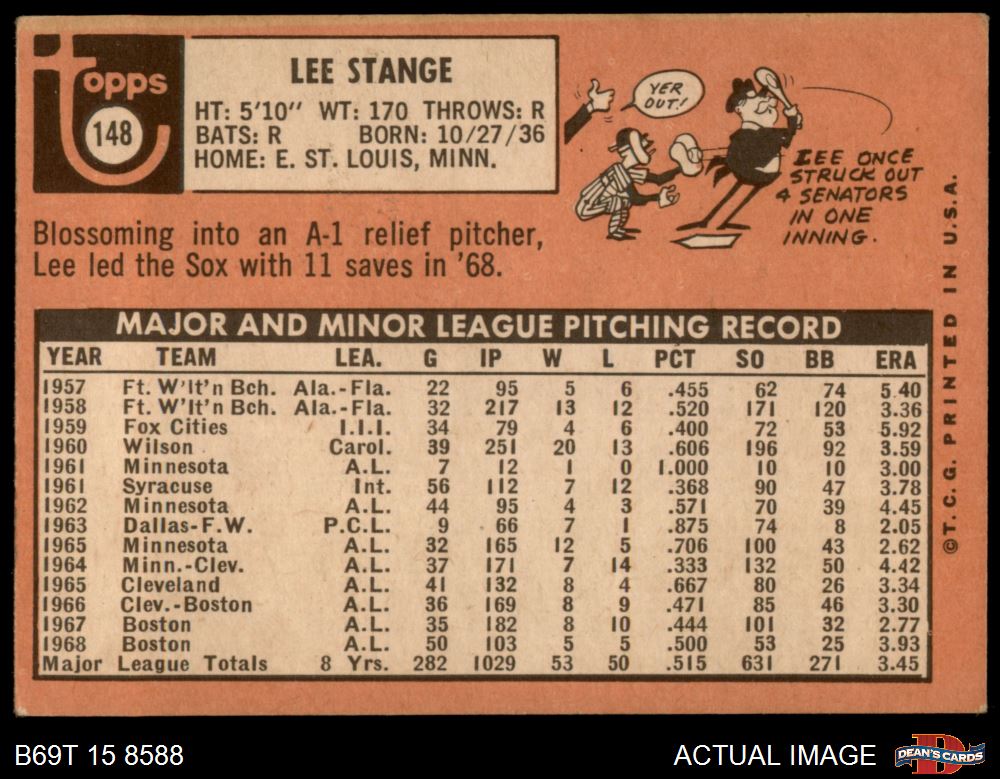 Topps
148
LEE STANGE
HT: 5'10" WT: 170 THROWS: R
BATS: R BORN: 10/27/36
HOME: E. ST. LOUIS, MINN.
YER
OUT!
LEE ONCE
STRUCK OUT
4 SENATORS
IN ONE
INNING.
Blossoming into an A-1 relief pitcher,
Lee led the Sox with 11 saves in '68.
MAJOR AND MINOR LEAGUE PITCHING RECORD
YEAR TEAM LEA. G IP W L PCT SO BB ERA
1957 Ft. W'lt'n Bch. Ala.-Fla. 22 95 5 6 .455 62 74 5.40
1958 Ft. W'lt'n Bch. Ala.-Fla. 32 217 13 12 .520 171 120 3.36
1959 Fox Cities I.I.I. 34 79 4 6 .400 72 53 5.92
1960 Wilson Carol. 39 251 20 13 .606 196 92 3.59
1961 Minnesota A.L. 7 12 1 0 1.000 10 10 3.00
1961 Syracuse Int. 56 112 7 12 .368 90 47 3.78
1962 Minnesota A.L. 44 95 4 3 .571 70 39 4.45
1963 Dallas-F.W. P.C.L. 9 66 7 1 .875 74 8 2.05
1965 Minnesota A.L. 32 165 12 5 .706 100 43 2.62
1964 Minn.-Clev. A.L. 37 171 7 14 .333 132 50 4.42
1965 Cleveland A.L. 41 132 8 4 .667 80 26 3.34
1966 Clev.-Boston A.L. 36 169 8 9 .471 85 46 3.30
1967 Boston A.L. 35 182 8 10 .444 101 32 2.77
1968 Boston A.L. 50 103 5 5 .500 53 25 3.93
Major League Totals 8 Yrs. 282 1029 53 50 .515 631 271 3.45
©T.C.G. PRINTED IN U.S.A.
B69T 15 8588
ACTUAL IMAGE
D
DEAN'S CARDS